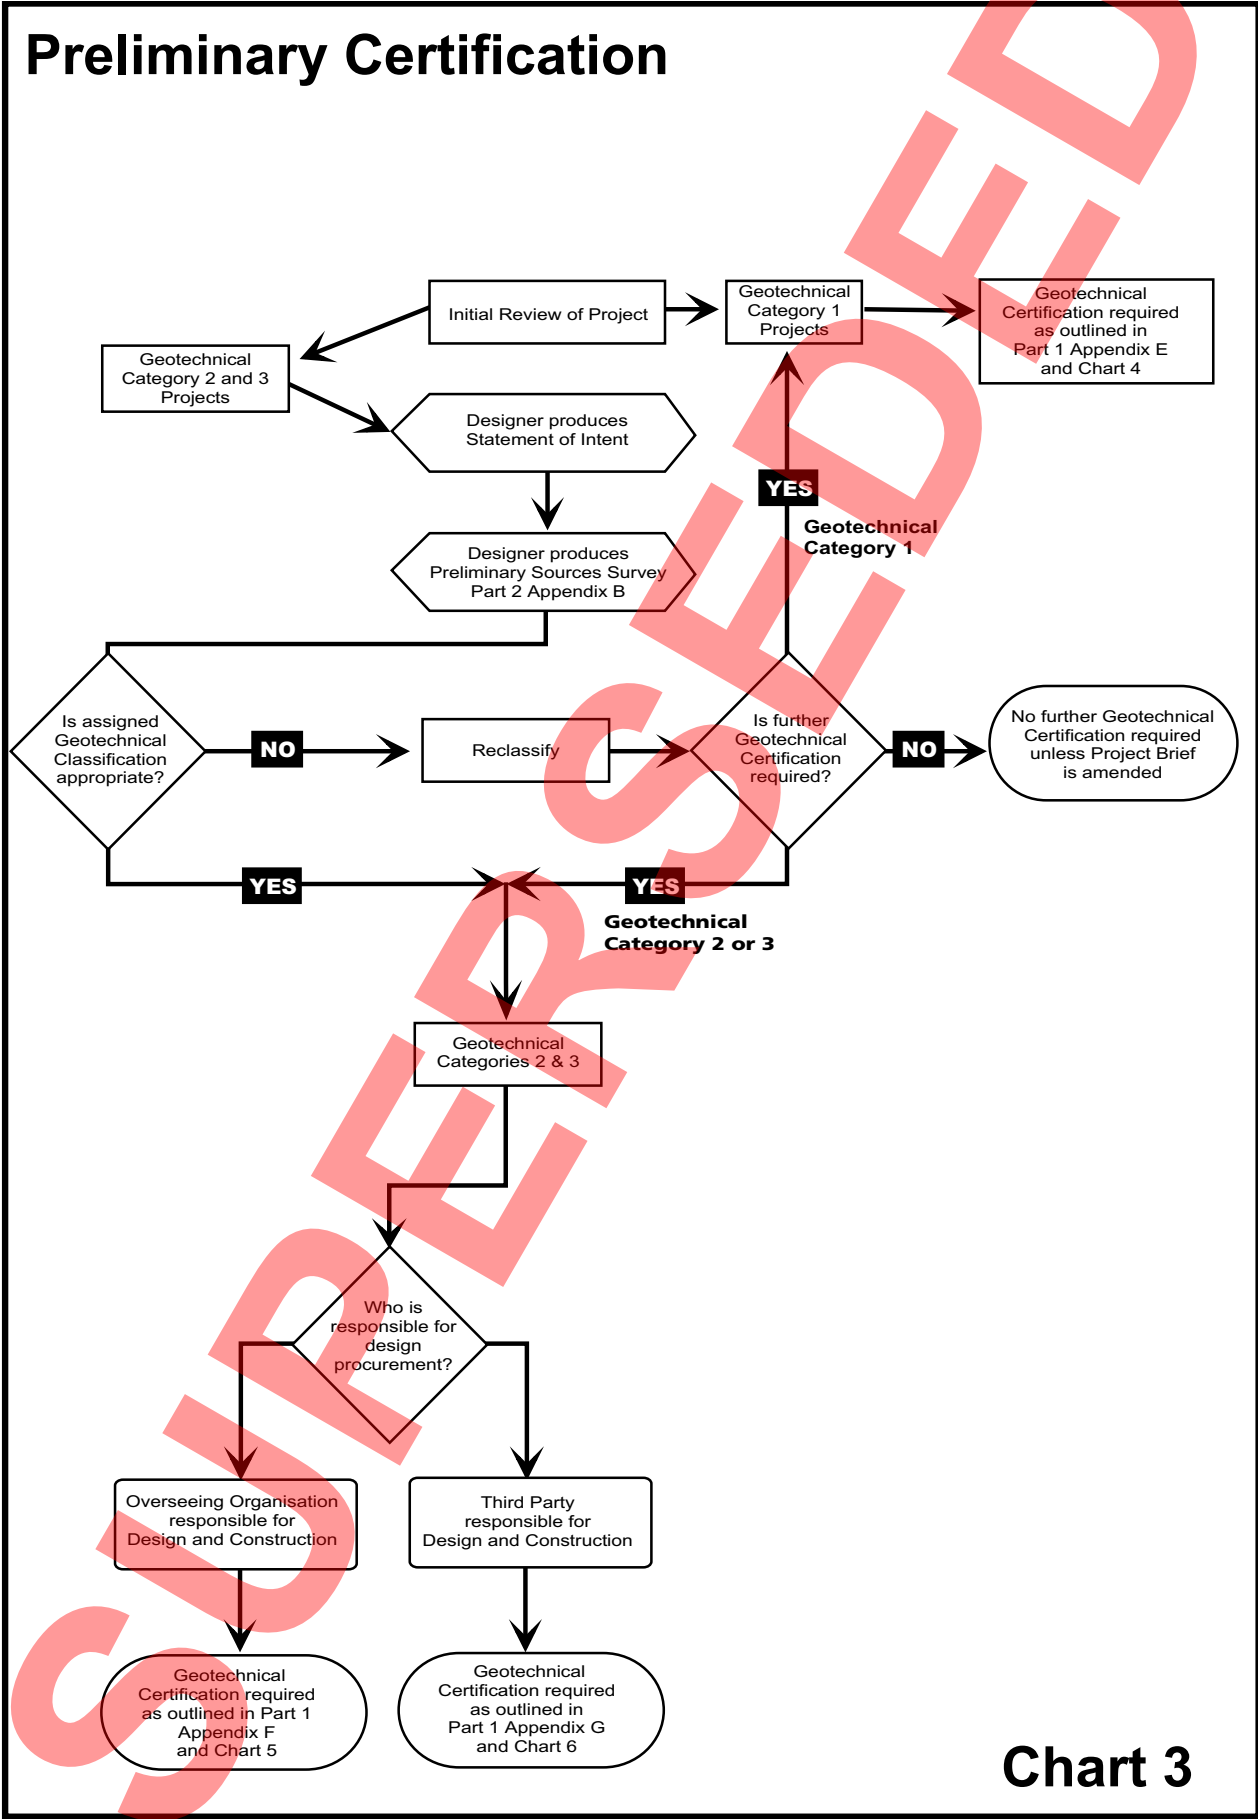 Preliminary Certification
Initial Review of Project
Geotechnical
Category 1
Projects
Geotechnical
Certification required
as outlined in
Part 1 Appendix E
and Chart 4
Geotechnical
Category 2 and 3
Projects
Designer produces
Statement of Intent
YES
Geotechnical
Category 1
Designer produces
Preliminary Sources Survey
Part 2 Appendix B
Is assigned
Geotechnical
Classification
appropriate?
NO
Reclassify
Is further
Geotechnical
Certification
required?
NO
No further Geotechnical
Certification required
unless Project Brief
is amended
YES
YES
Geotechnical
Category 2 or 3
Geotechnical
Categories 2 & 3
Who is
responsible for
design
procurement?
Overseeing Organisation
responsible for
Design and Construction
Third Party
responsible for
Design and Construction
Geotechnical
Certification required
as outlined in Part 1
Appendix F
and Chart 5
Geotechnical
Certification required
as outlined in
Part 1 Appendix G
and Chart 6
Chart 3
SUPERSEDED